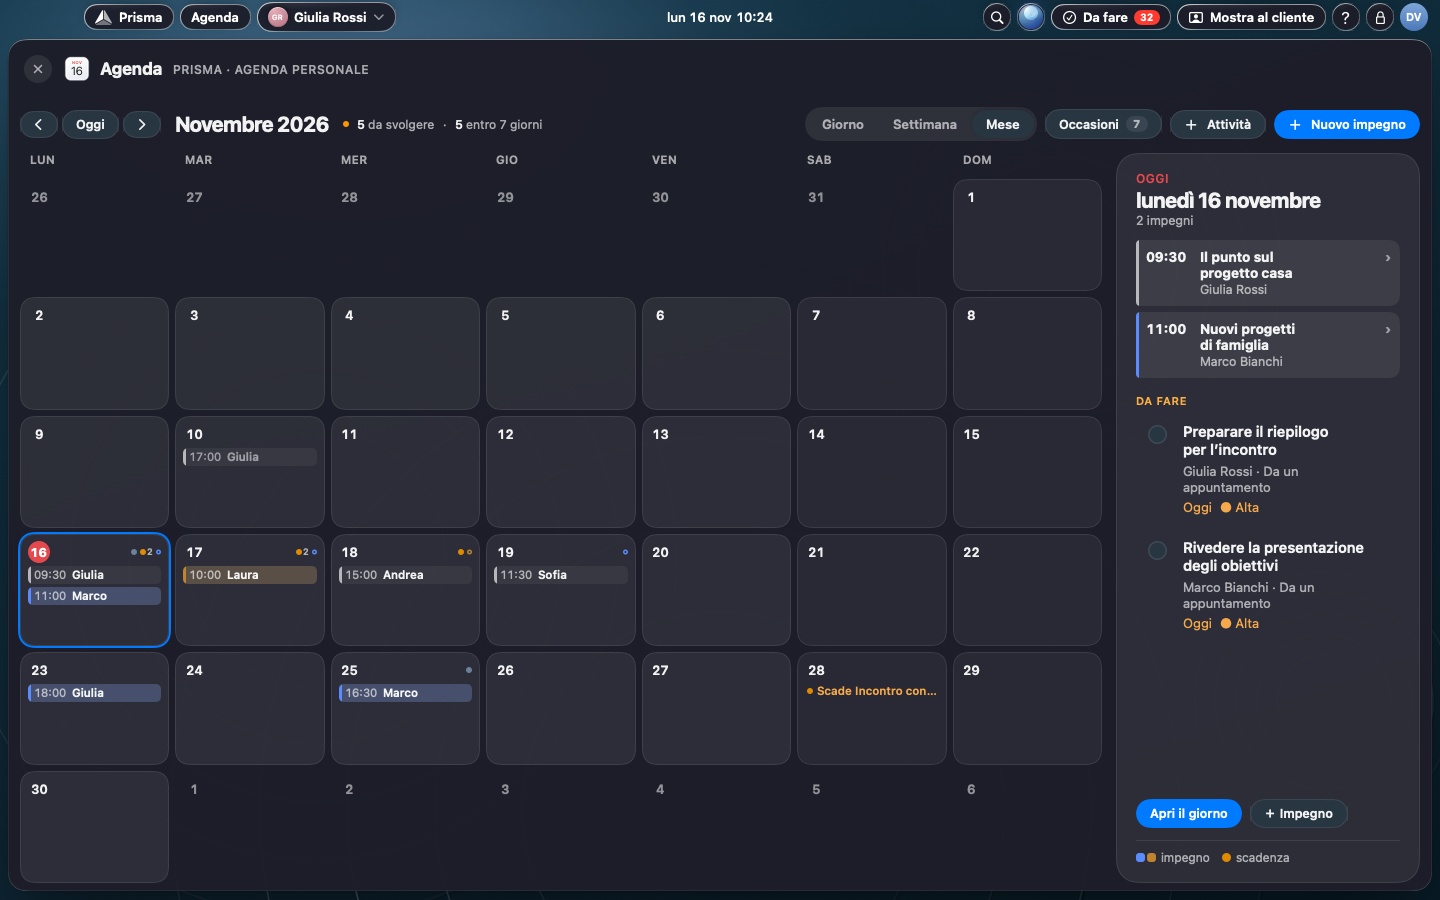 Prisma
Agenda
GR Giulia Rossi
lun 16 nov 10:24
Da fare 32
Mostra al cliente
?
DV
NOV
16
Agenda
PRISMA · AGENDA PERSONALE
Oggi
Novembre 2026
5 da svolgere · 5 entro 7 giorni
Giorno
Settimana
Mese
Occasioni 7
+ Attività
+ Nuovo impegno
LUN MAR MER GIO VEN SAB DOM
26 27 28 29 30 31 1
2 3 4 5 6 7 8
9 10 11 12 13 14 15
17:00 Giulia
16 2 17 2 18 19 20 21 22
09:30 Giulia 10:00 Laura 15:00 Andrea 11:30 Sofia
11:00 Marco
23 24 25 26 27 28 29
18:00 Giulia 16:30 Marco Scade Incontro con...
30 1 2 3 4 5 6
OGGI
lunedì 16 novembre
2 impegni
09:30 Il punto sul
progetto casa
Giulia Rossi
11:00 Nuovi progetti
di famiglia
Marco Bianchi
DA FARE
Preparare il riepilogo
per l'incontro
Giulia Rossi · Da un
appuntamento
Oggi Alta
Rivedere la presentazione
degli obiettivi
Marco Bianchi · Da un
appuntamento
Oggi Alta
Apri il giorno
+ Impegno
impegno scadenza